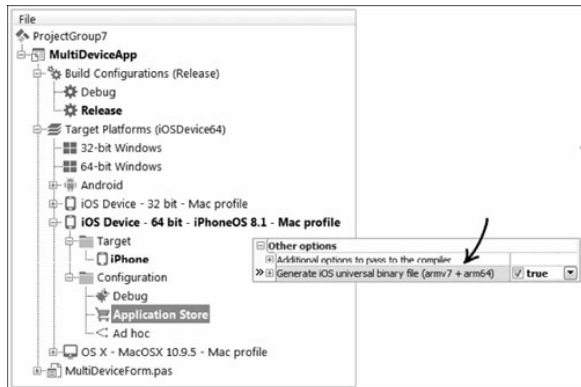 File
ProjectGroup7
MultiDeviceApp
Build Configurations (Release)
Debug
Release
Target Platforms (iOSDevice64)
32-bit Windows
64-bit Windows
Android
iOS Device - 32 bit - Mac profile
iOS Device - 64 bit - iPhoneOS 8.1 - Mac profile
Target
iPhone
Configuration
Debug
Application Store
Ad hoc
OS X - MacOSX 10.9.5 - Mac profile
MultiDeviceForm.pas
Other options
Additional options to pass to the compiler
Generate iOS universal binary file (armv7 + arm64) true